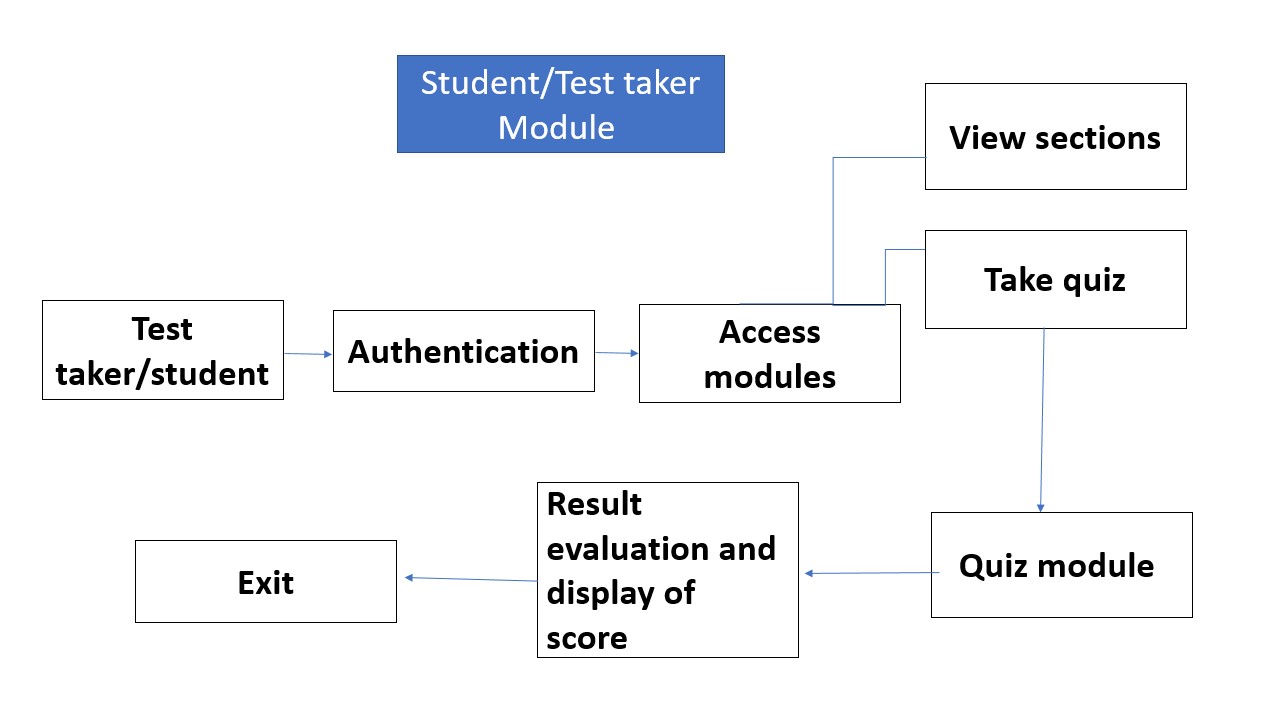 Student/Test taker
Module
View sections
Take quiz
Test
taker/student
Authentication
Access
modules
Result
evaluation and
display of
score
Quiz module
Exit